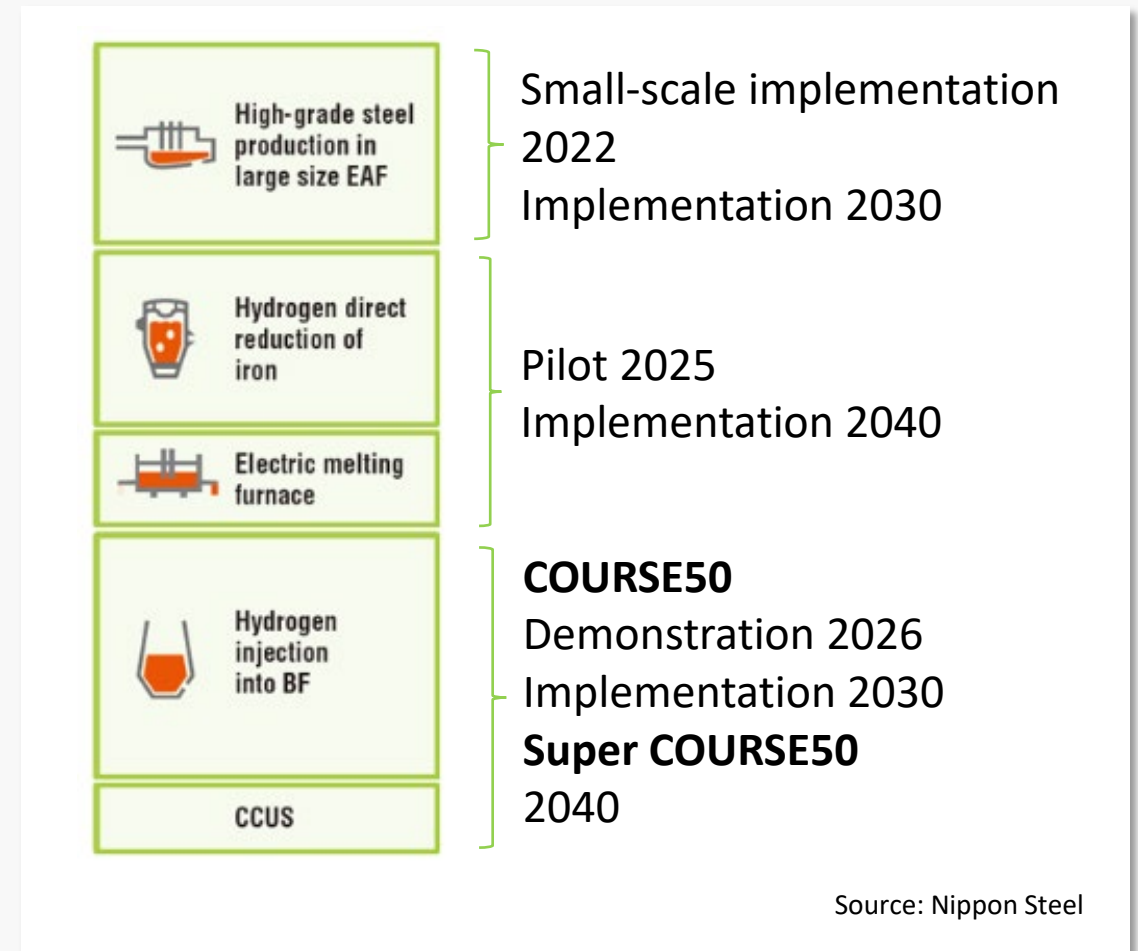 High-grade steel
production in
large size EAF
Small-scale implementation
2022
Implementation 2030
Hydrogen direct
reduction of
iron
Electric melting
furnace
Pilot 2025
Implementation 2040
Hydrogen
injection
into BF
CCUS
COURSE50
Demonstration 2026
Implementation 2030
Super COURSE50
2040
Source: Nippon Steel